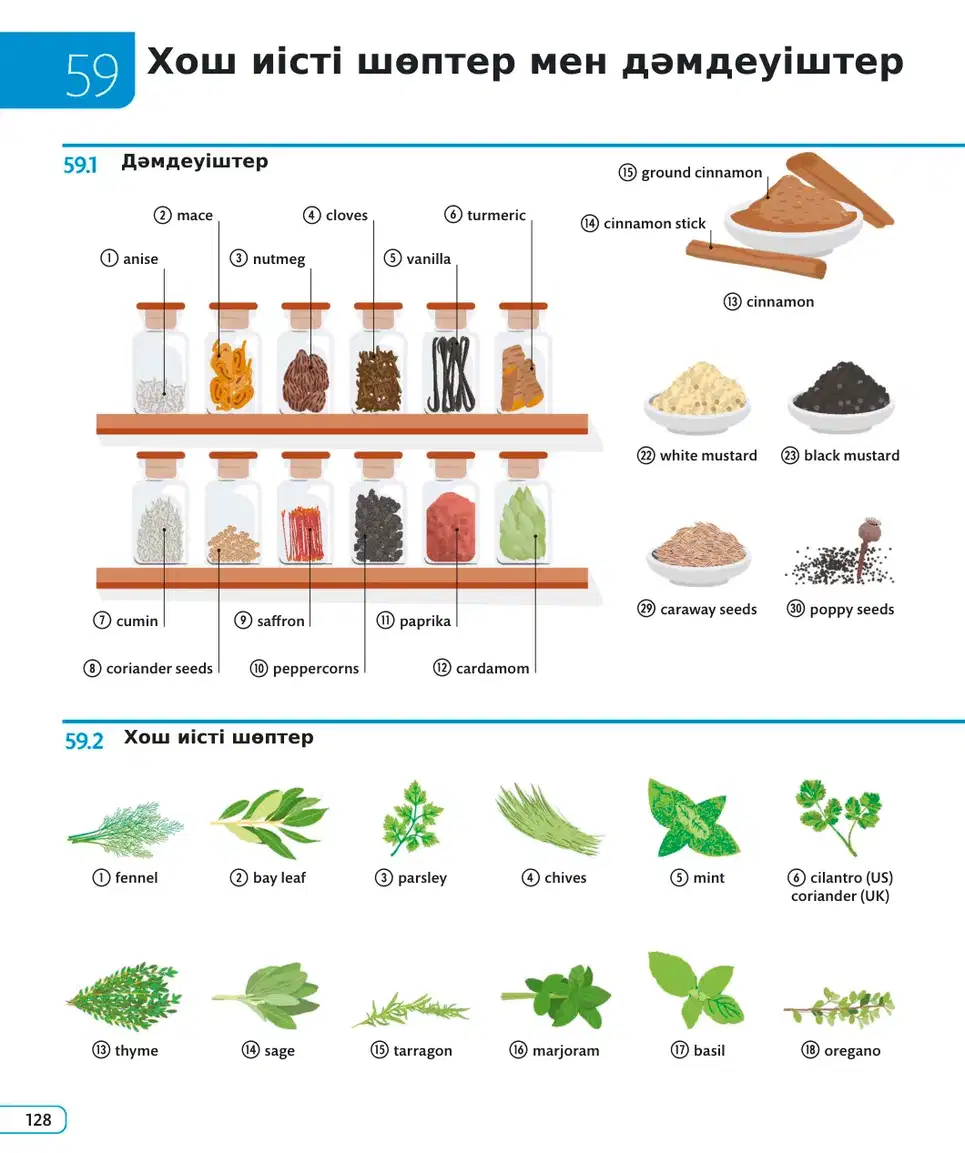 59
Хош иісті шөптер мен дәмдеуіштер
59.1 Дәмдеуіштер
① anise
② mace
③ nutmeg
④ cloves
⑤ vanilla
⑥ turmeric
⑦ cumin
⑧ coriander seeds
⑨ saffron
⑩ peppercorns
⑪ paprika
⑫ cardamom
⑮ ground cinnamon
⑭ cinnamon stick
⑬ cinnamon
㉒ white mustard
㉓ black mustard
㉙ caraway seeds
㉚ poppy seeds
59.2 Хош иісті шөптер
① fennel
② bay leaf
③ parsley
④ chives
⑤ mint
⑥ cilantro (US)
coriander (UK)
⑬ thyme
⑭ sage
⑮ tarragon
⑯ marjoram
⑰ basil
⑱ oregano
128